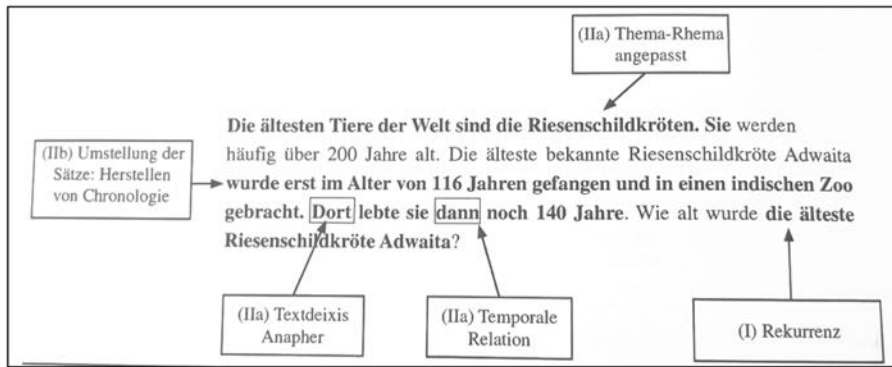 (IIa) Thema-Rhema
angepasst
Die ältesten Tiere der Welt sind die Riesenschildkröten. Sie werden
häufig über 200 Jahre alt. Die älteste bekannte Riesenschildkröte Adwaita
wurde erst im Alter von 116 Jahren gefangen und in einen indischen Zoo
gebracht. Dort lebte sie dann noch 140 Jahre. Wie alt wurde die älteste
Riesenschildkröte Adwaita?
(IIb) Umstellung der
Sätze: Herstellen
von Chronologie
(IIa) Textdeixis
Anapher
(IIa) Temporale
Relation
(I) Rekurrenz